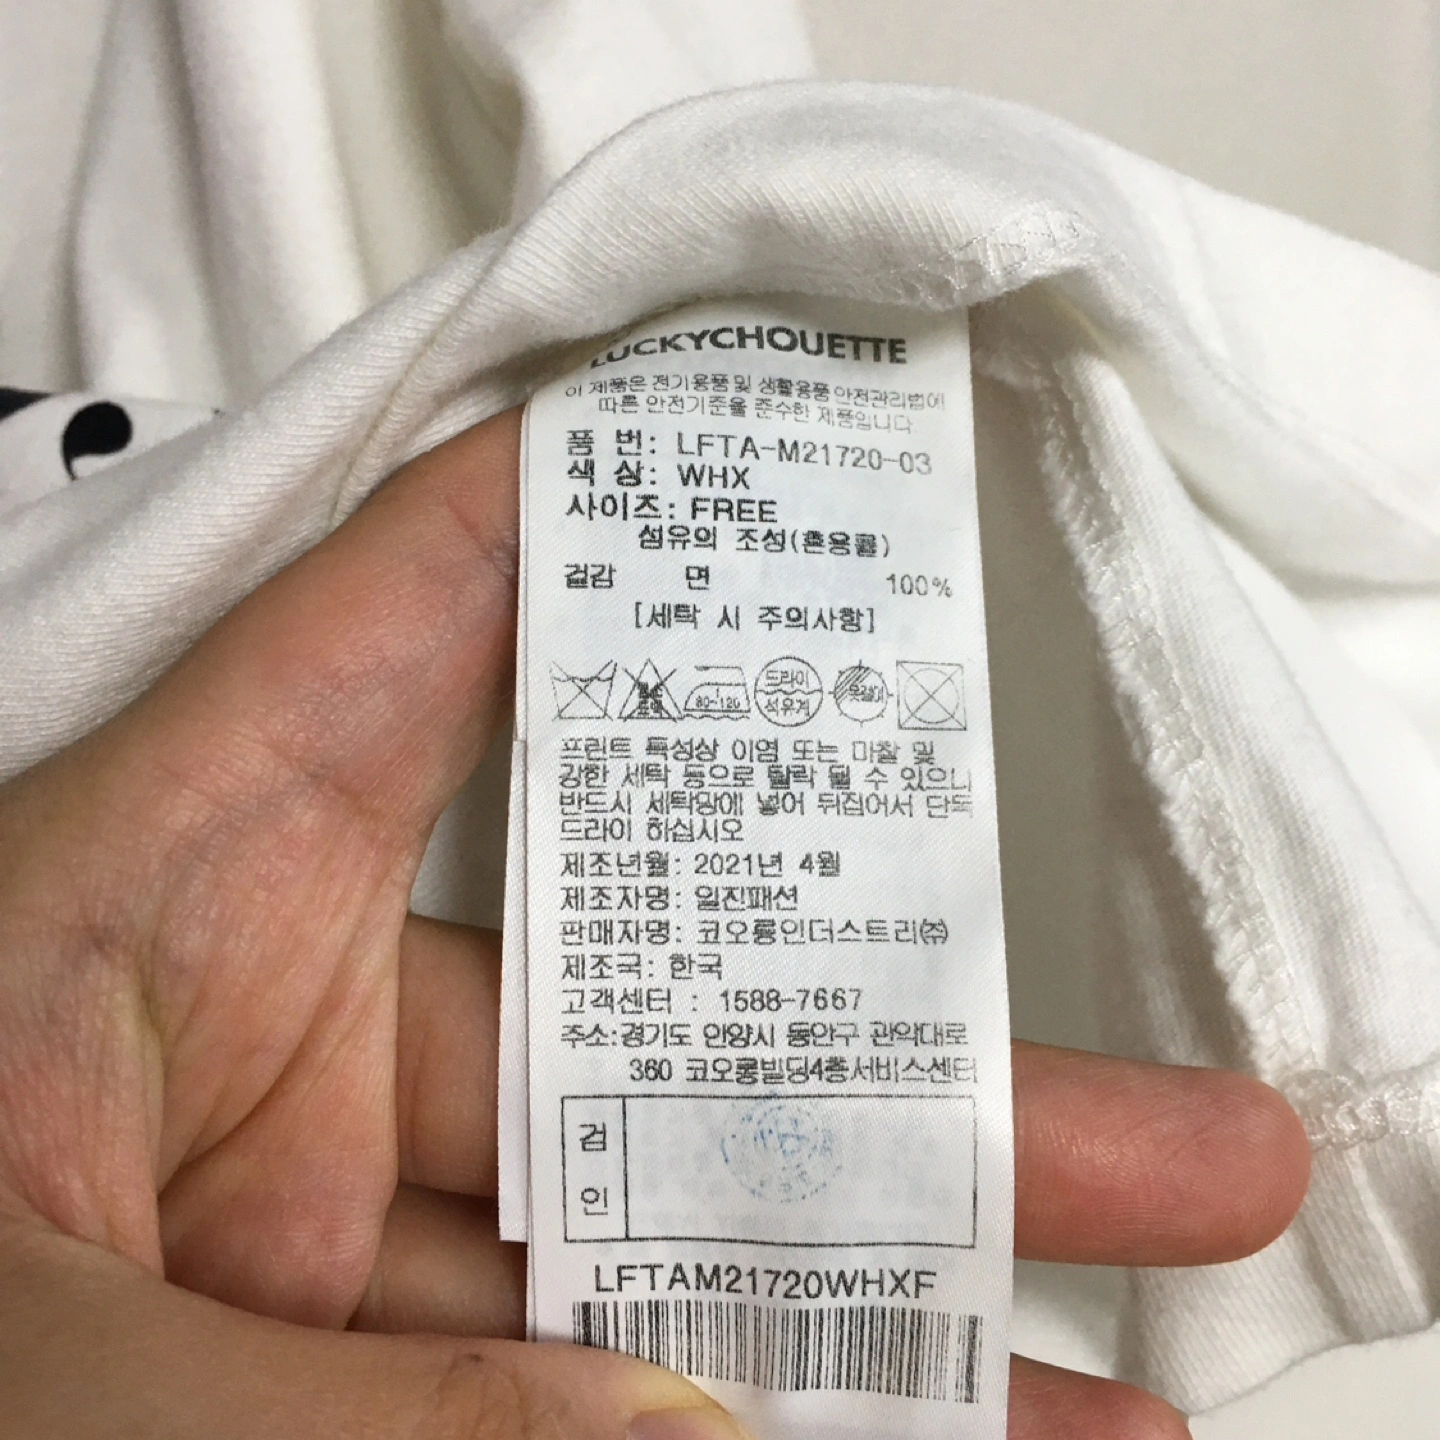 LUCKYCHOUETTE
이 제품은 전기용품 및 생활용품 안전관리법에
따른 안전기준을 준수한 제품입니다
품 번: LFTA-M21720-03
색 상: WHX
사이즈: FREE
섬유의 조성(혼용률)
겉감 면 100%
[세탁 시 주의사항]
80~120
드라이
석유계
옷걸이
프린트 특성상 이염 또는 마찰 및
강한 세탁 등으로 탈락 될 수 있으니
반드시 세탁망에 넣어 뒤집어서 단독
드라이 하십시오
제조년월: 2021년 4월
제조자명: 일진패션
판매자명: 코오롱인더스트리㈜
제조국: 한국
고객센터 : 1588-7667
주소:경기도 안양시 동안구 관악대로
360 코오롱빌딩4층서비스센터
검
인
LFTAM21720WHXF